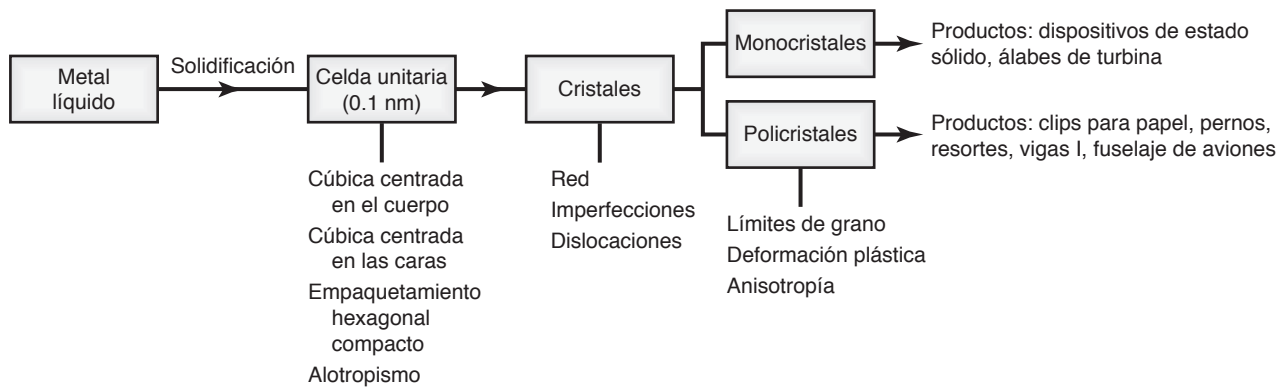 Metal
líquido
Solidificación
Celda unitaria
(0.1 nm)
Cúbica centrada
en el cuerpo
Cúbica centrada
en las caras
Empaquetamiento
hexagonal
compacto
Alotropismo
Cristales
Red
Imperfecciones
Dislocaciones
Monocristales
Productos: dispositivos de estado
sólido, álabes de turbina
Policristales
Productos: clips para papel, pernos,
resortes, vigas I, fuselaje de aviones
Límites de grano
Deformación plástica
Anisotropía